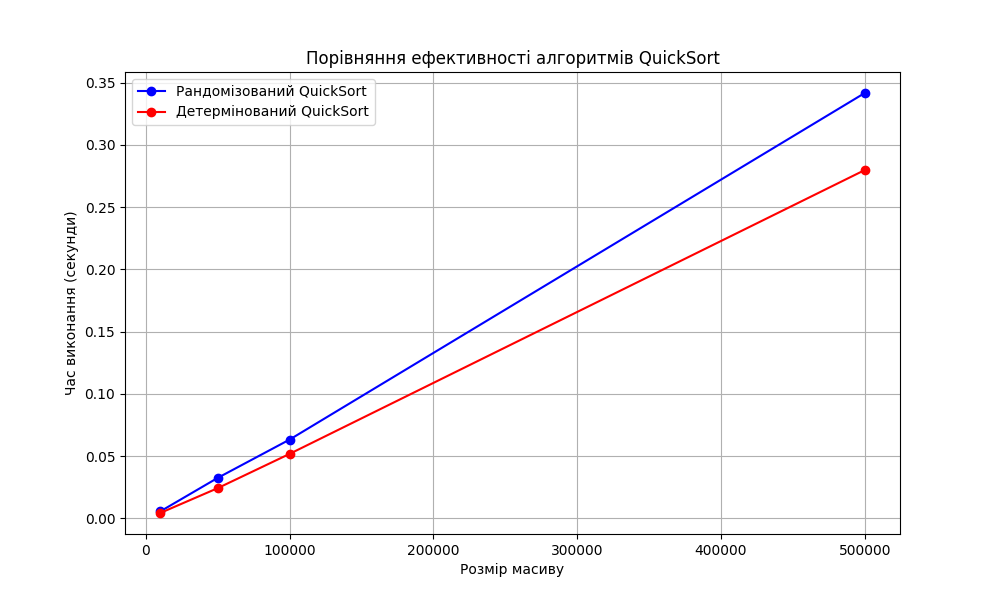 Порівняння ефективності алгоритмів QuickSort
Рандомізований QuickSort
Детермінований QuickSort
0.35
0.30
0.25
0.20
0.15
0.10
0.05
0.00
Час виконання (секунди)
0 100000 200000 300000 400000 500000
Розмір масиву